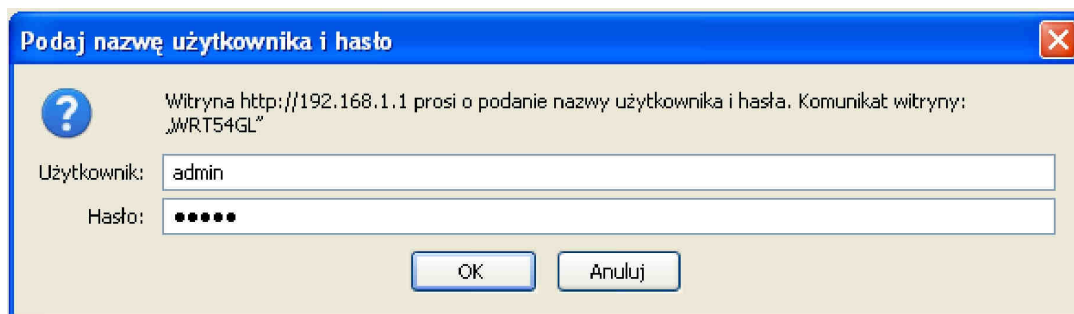 Podaj nazwę użytkownika i hasło
Witryna http://192.168.1.1 prosi o podanie nazwy użytkownika i hasła. Komunikat witryny:
„WRT54GL”
Użytkownik: admin
Hasło: •••••
OK Anuluj